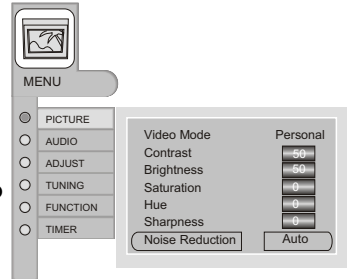 MENU
PICTURE
AUDIO
ADJUST
TUNING
FUNCTION
TIMER
Video Mode Personal
Contrast 50
Brightness 50
Saturation 0
Hue 0
Sharpness 0
Noise Reduction Auto